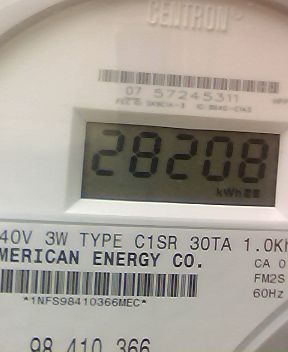 CENTRON®
07 57245311
28208
kWh
40V 3W TYPE C1SR 30TA 1.0Kh
MERICAN ENERGY CO.
CA 0
FM2S
60Hz
*1NFS98410366MEC*
98 410 366